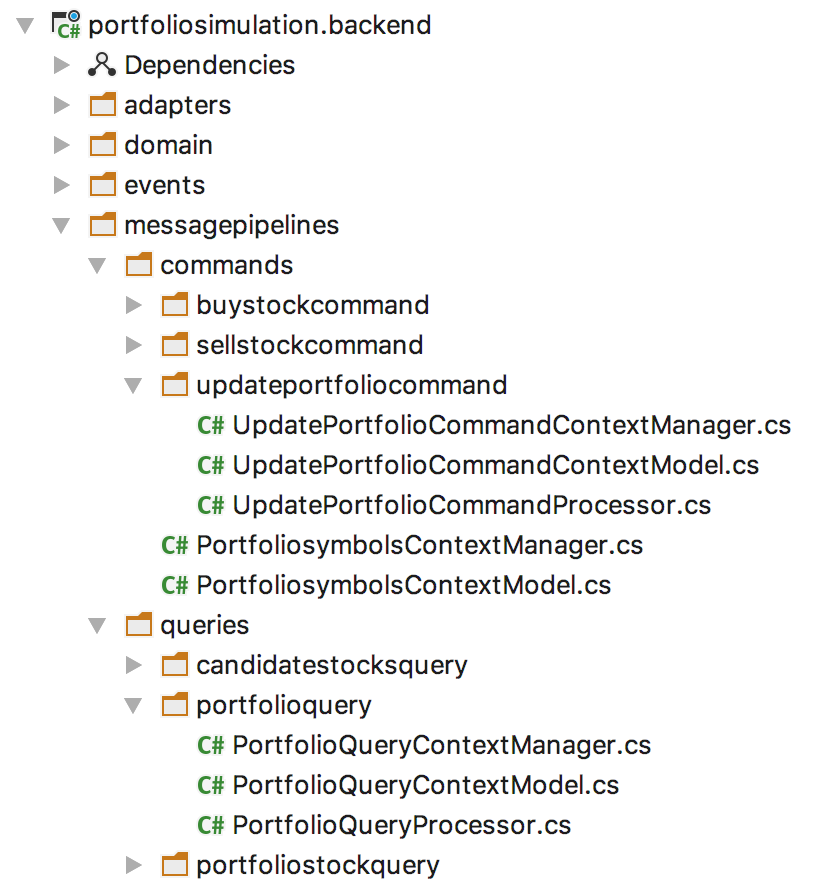 C# portfoliosimulation.backend
Dependencies
adapters
domain
events
messagepipelines
commands
buystockcommand
sellstockcommand
updateportfoliocommand
C# UpdatePortfolioCommandContextManager.cs
C# UpdatePortfolioCommandContextModel.cs
C# UpdatePortfolioCommandProcessor.cs
C# PortfoliosymbolsContextManager.cs
C# PortfoliosymbolsContextModel.cs
queries
candidatestocksquery
portfolioquery
C# PortfolioQueryContextManager.cs
C# PortfolioQueryContextModel.cs
C# PortfolioQueryProcessor.cs
portfoliostockquery